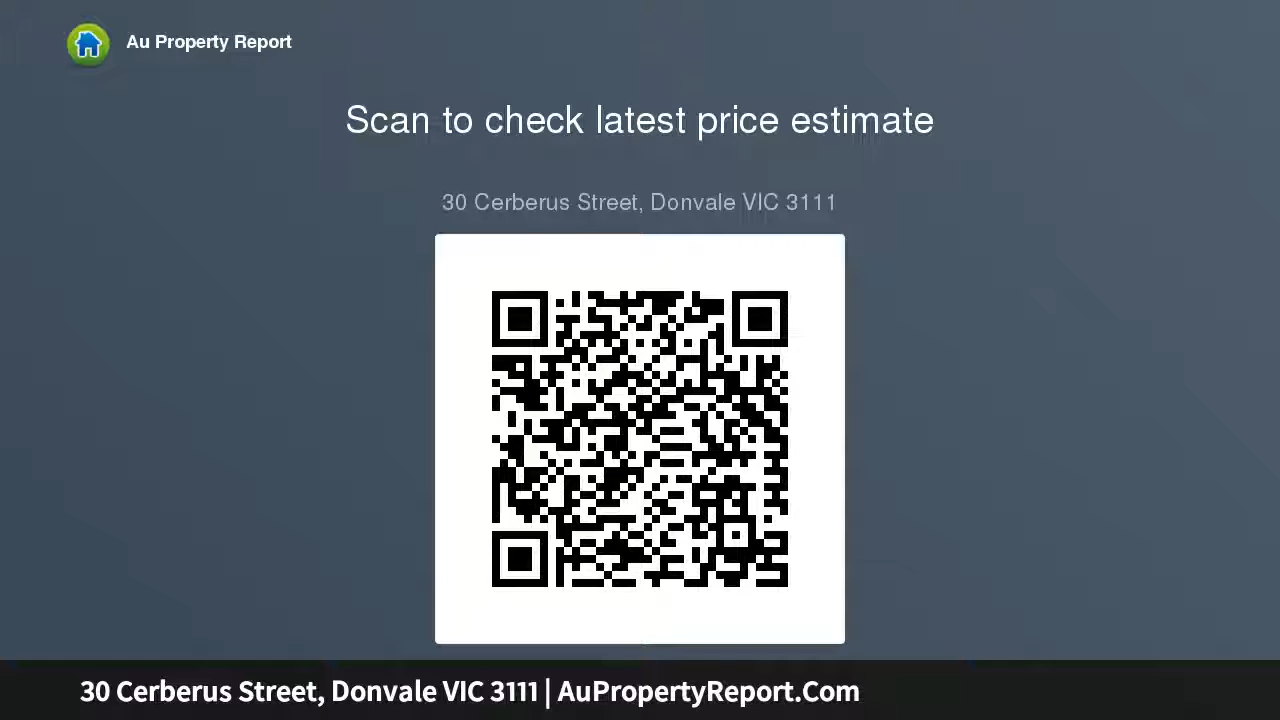 Au Property Report
Scan to check latest price estimate
30 Cerberus Street, Donvale VIC 3111
30 Cerberus Street, Donvale VIC 3111 | AuPropertyReport.Com